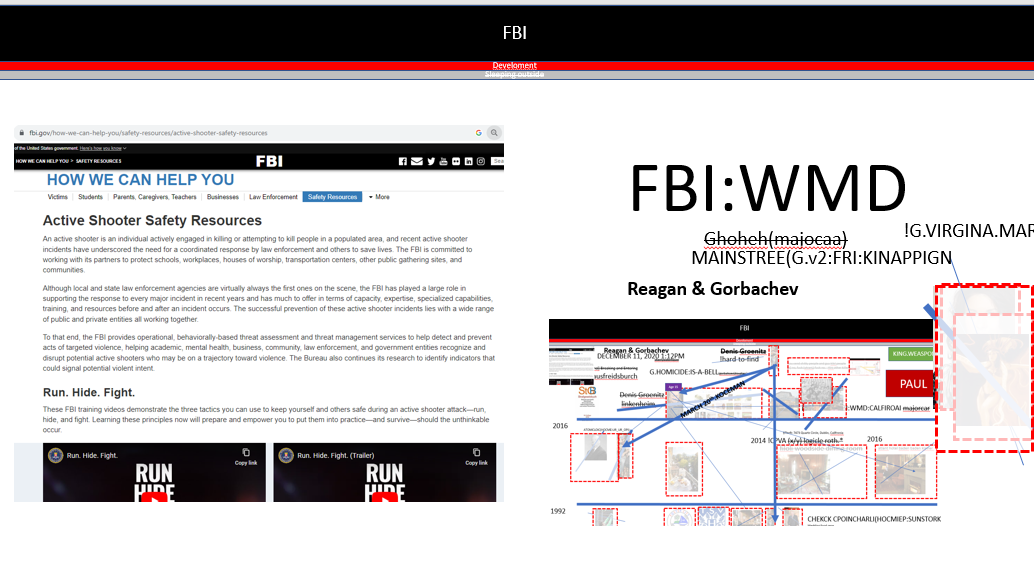 FBI
Develoment
Sleeping outside
fbi.gov/how-we-can-help-you/safety-resources/active-shooter-safety-resources
of the United States government. Here's how you know
HOW WE CAN HELP YOU > SAFETY RESOURCES
FBI
Sea
HOW WE CAN HELP YOU
Victims Students Parents, Caregivers, Teachers Businesses Law Enforcement Safety Resources More
Active Shooter Safety Resources
An active shooter is an individual actively engaged in killing or attempting to kill people in a populated area, and recent active shooter
incidents have underscored the need for a coordinated response by law enforcement and others to save lives. The FBI is committed to
working with its partners to protect schools, workplaces, houses of worship, transportation centers, other public gathering sites, and
communities.
Although local and state law enforcement agencies are virtually always the first ones on the scene, the FBI has played a large role in
supporting the response to every major incident in recent years and has much to offer in terms of capacity, expertise, specialized capabilities,
training, and resources before and after an incident occurs. The successful prevention of these active shooter incidents lies with a wide range
of public and private entities all working together.
To that end, the FBI provides operational, behaviorally-based threat assessment and threat management services to help detect and prevent
acts of targeted violence, helping academic, mental health, business, community, law enforcement, and government entities recognize and
disrupt potential active shooters who may be on a trajectory toward violence. The Bureau also continues its research to identify indicators that
could signal potential violent intent.
Run. Hide. Fight.
These FBI training videos demonstrate the three tactics you can use to keep yourself and others safe during an active shooter attack—run,
hide, and fight. Learning these practices now will prepare and empower you to put them into practice—and survive—should the unthinkable
occur.
Run. Hide. Fight.
Copy link
RUN
HIDE
Run. Hide. Fight. (Trailer)
Copy link
RUN
HIDE
FBI:WMD
Ghoheh(majocaa)
!G.VIRGINA.MAR
MAINSTREE(G.v2:FRI:KINAPPIGN
Reagan & Gorbachev
FBI
Reagan & Gorbachev
DECEMBER 11, 2020 1:12PM
Denis Groenitz
!hard-to-find
KING.WEAPO
Breaking and Entering
usfreidsburch
G.HOMICIDE:IS-A-BELL
PAUL
StB
Denis Groenitz
linkenheim
MARCH 20th
WMD:CALFIROAI majorcar
2016
2014
2016
1992
CHEKCK CPOINCHARLI(HOCMIEP:SUNSTORK